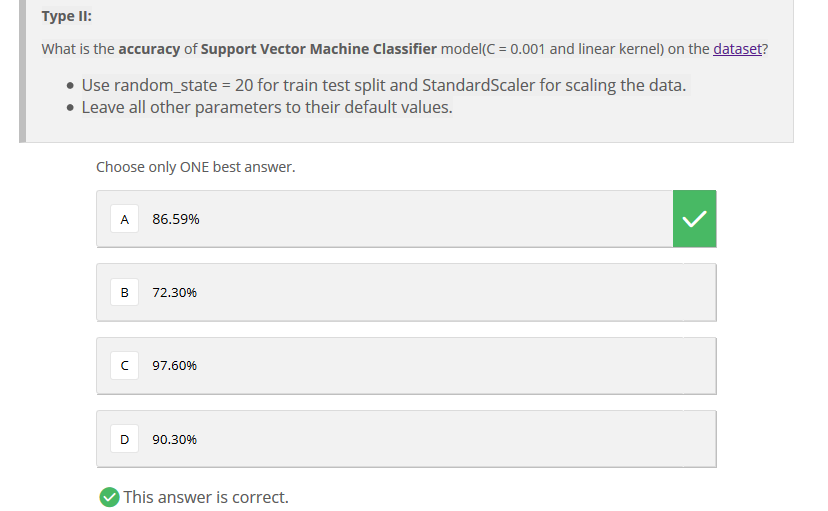 Type II:
What is the accuracy of Support Vector Machine Classifier model(C = 0.001 and linear kernel) on the dataset?
• Use random_state = 20 for train test split and StandardScaler for scaling the data.
• Leave all other parameters to their default values.
Choose only ONE best answer.
A 86.59%
B 72.30%
C 97.60%
D 90.30%
This answer is correct.